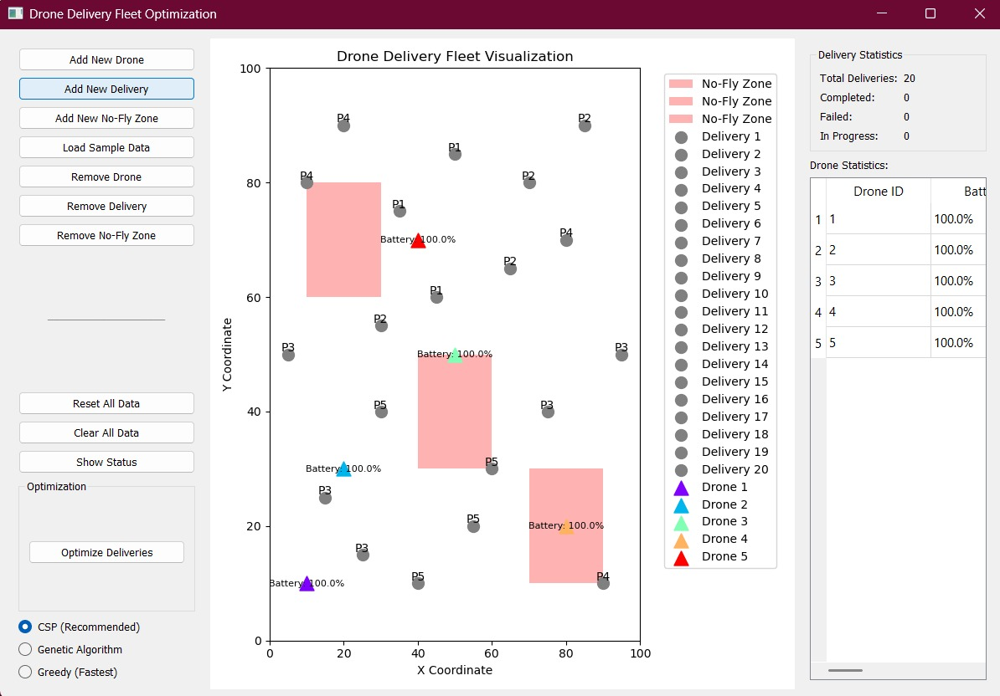 Drone Delivery Fleet Optimization
Add New Drone
Add New Delivery
Add New No-Fly Zone
Load Sample Data
Remove Drone
Remove Delivery
Remove No-Fly Zone
Reset All Data
Clear All Data
Show Status
Optimization
Optimize Deliveries
CSP (Recommended)
Genetic Algorithm
Greedy (Fastest)
Drone Delivery Fleet Visualization
100
P4
P2
P1
P4
80
P2
P1
P4
Battery: 100.0%
P2
60
P1
P2
P3
P3
Battery: 100.0%
Y Coordinate
40
P5
P3
Battery: 100.0%
P5
P3
20
P5
Battery: 100.0%
P3
Battery: 100.0%
P5
P4
0
0 20 40 60 80 100
X Coordinate
No-Fly Zone
No-Fly Zone
No-Fly Zone
Delivery 1
Delivery 2
Delivery 3
Delivery 4
Delivery 5
Delivery 6
Delivery 7
Delivery 8
Delivery 9
Delivery 10
Delivery 11
Delivery 12
Delivery 13
Delivery 14
Delivery 15
Delivery 16
Delivery 17
Delivery 18
Delivery 19
Delivery 20
Drone 1
Drone 2
Drone 3
Drone 4
Drone 5
Delivery Statistics
Total Deliveries: 20
Completed: 0
Failed: 0
In Progress: 0
Drone Statistics:
Drone ID Batt
1 1 100.0%
2 2 100.0%
3 3 100.0%
4 4 100.0%
5 5 100.0%